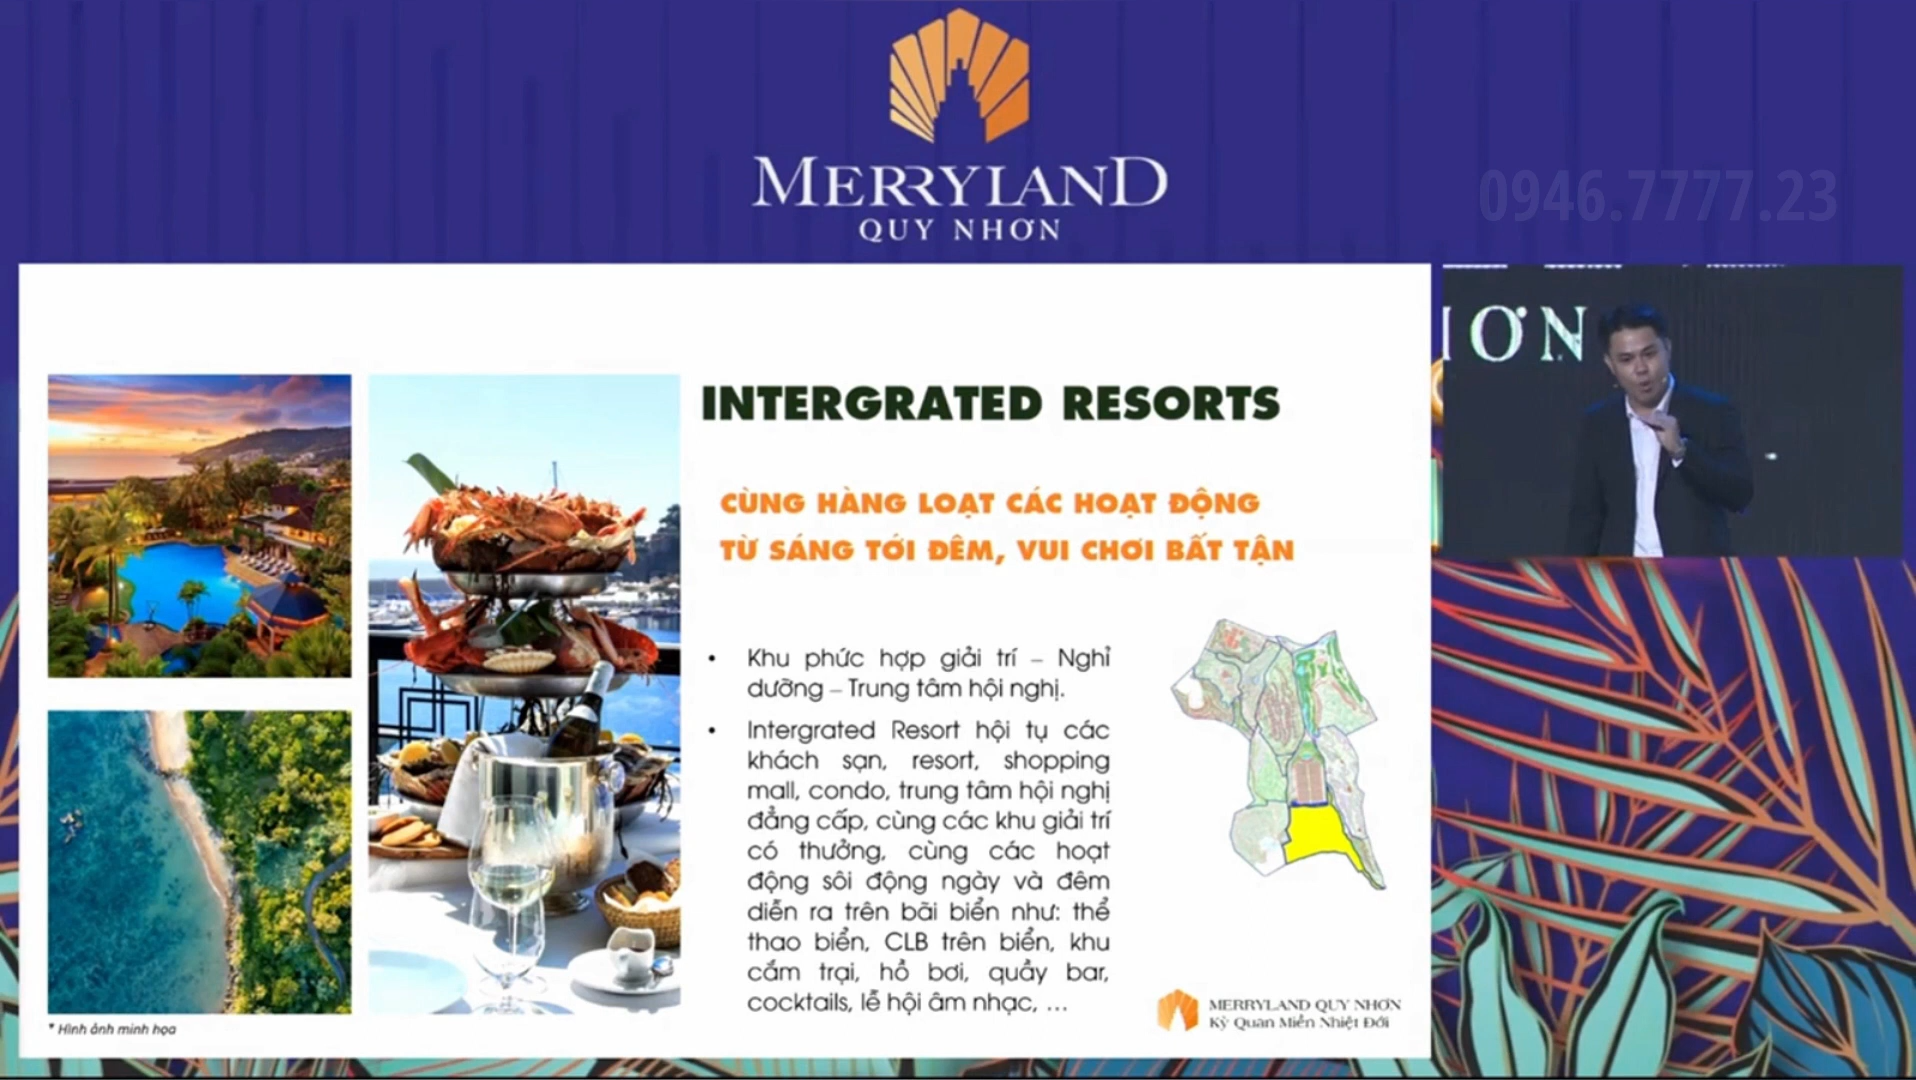 MERRYLAND
QUY NHƠN
0946.7777.23
ƠN
INTERGRATED RESORTS
CÙNG HÀNG LOẠT CÁC HOẠT ĐỘNG
TỪ SÁNG TỚI ĐÊM, VUI CHƠI BẤT TẬN
• Khu phức hợp giải trí – Nghỉ
dưỡng – Trung tâm hội nghị.
• Intergrated Resort hội tụ các
khách sạn, resort, shopping
mall, condo, trung tâm hội nghị
đẳng cấp, cùng các khu giải trí
có thưởng, cùng các hoạt
động sôi động ngày và đêm
diễn ra trên bãi biển như: thể
thao biển, CLB trên biển, khu
cắm trại, hồ bơi, quầy bar,
cocktails, lễ hội âm nhạc, ...
* Hình ảnh minh họa
MERRYLAND QUY NHƠN
Kỳ Quan Miền Nhiệt Đới